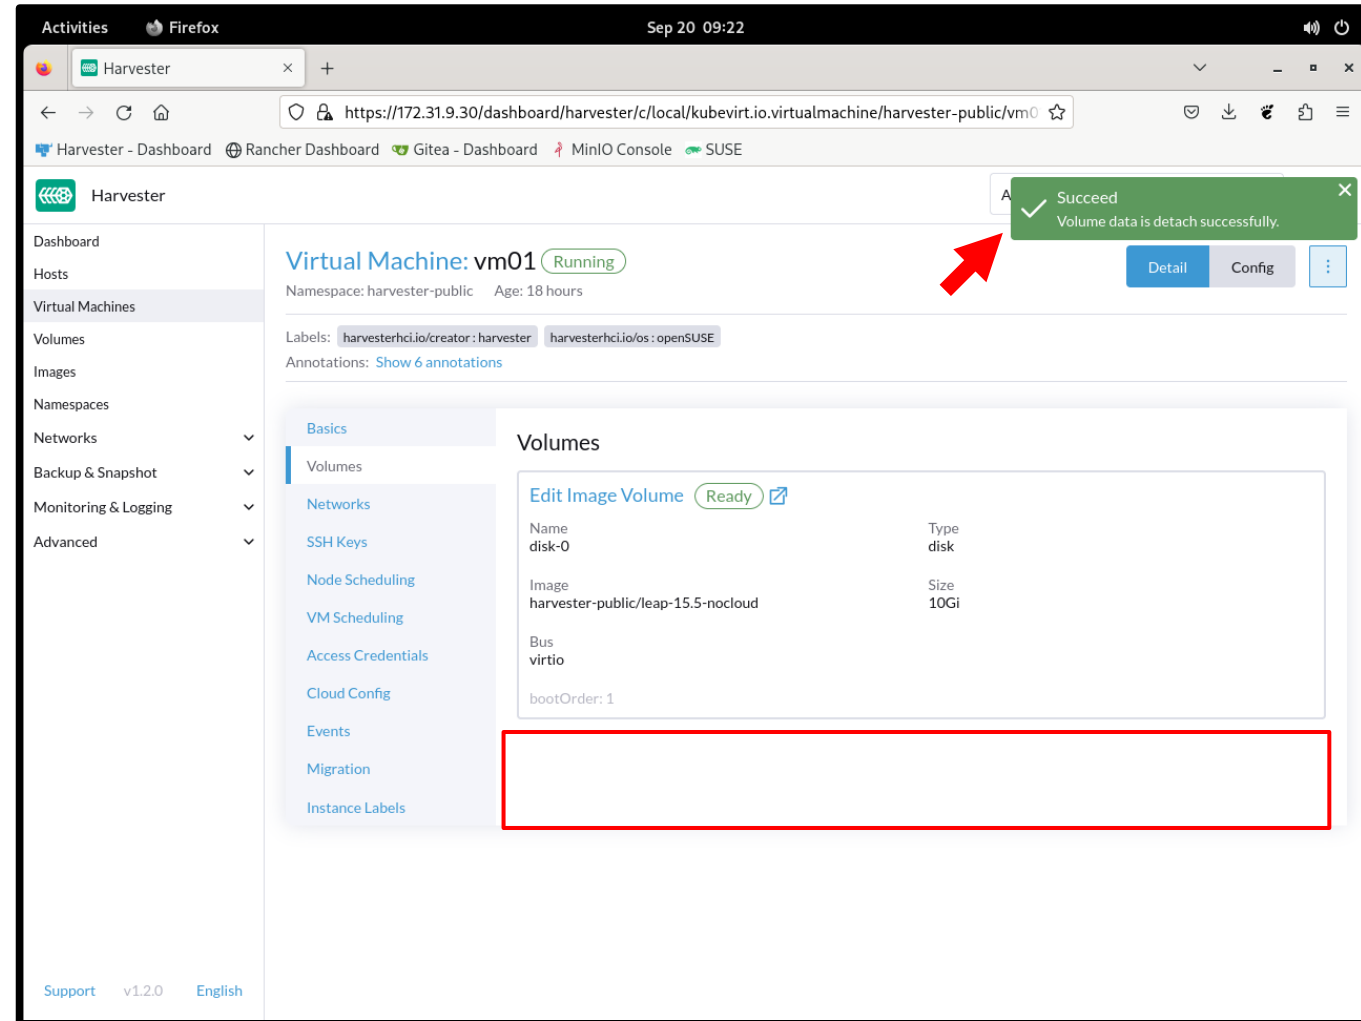 Activities Firefox Sep 20 09:22
Harvester
https://172.31.9.30/dashboard/harvester/c/local/kubevirt.io.virtualmachine/harvester-public/vm0
Harvester - Dashboard Rancher Dashboard Gitea - Dashboard MinIO Console SUSE
Harvester
A
Succeed
Volume data is detach successfully.
Dashboard
Hosts
Virtual Machines
Volumes
Images
Namespaces
Networks
Backup & Snapshot
Monitoring & Logging
Advanced
Virtual Machine: vm01 Running
Namespace: harvester-public Age: 18 hours
Detail Config
Labels: harvesterhci.io/creator : harvester harvesterhci.io/os : openSUSE
Annotations: Show 6 annotations
Basics
Volumes
Networks
SSH Keys
Node Scheduling
VM Scheduling
Access Credentials
Cloud Config
Events
Migration
Instance Labels
Volumes
Edit Image Volume Ready
Name Type
disk-0 disk
Image Size
harvester-public/leap-15.5-nocloud 10Gi
Bus
virtio
bootOrder: 1
Support v1.2.0 English